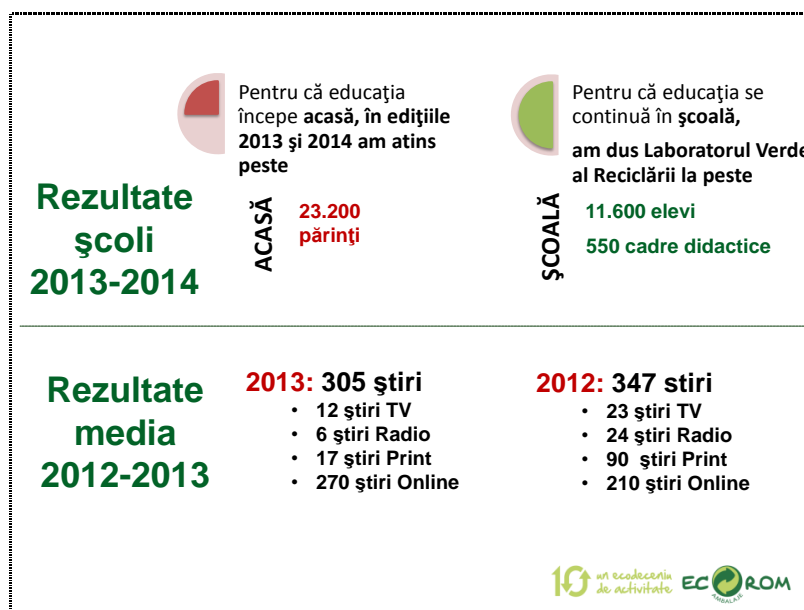 Pentru că educaţia
începe acasă, în ediţiile
2013 şi 2014 am atins
peste
ACASĂ
23.200
părinţi
Pentru că educaţia se
continuă în şcoală,
am dus Laboratorul Verde
al Reciclării la peste
ŞCOALĂ
11.600 elevi
550 cadre didactice
Rezultate
şcoli
2013-2014
Rezultate
media
2012-2013
2013: 305 ştiri
• 12 ştiri TV
• 6 ştiri Radio
• 17 ştiri Print
• 270 ştiri Online
2012: 347 stiri
• 23 ştiri TV
• 24 ştiri Radio
• 90 ştiri Print
• 210 ştiri Online
10 un ecodeceniu
de activitate
ECOROM
AMBALAJE